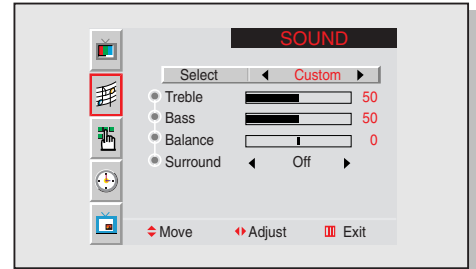 SOUND
Select Custom
Treble 50
Bass 50
Balance 0
Surround Off
Move Adjust Exit